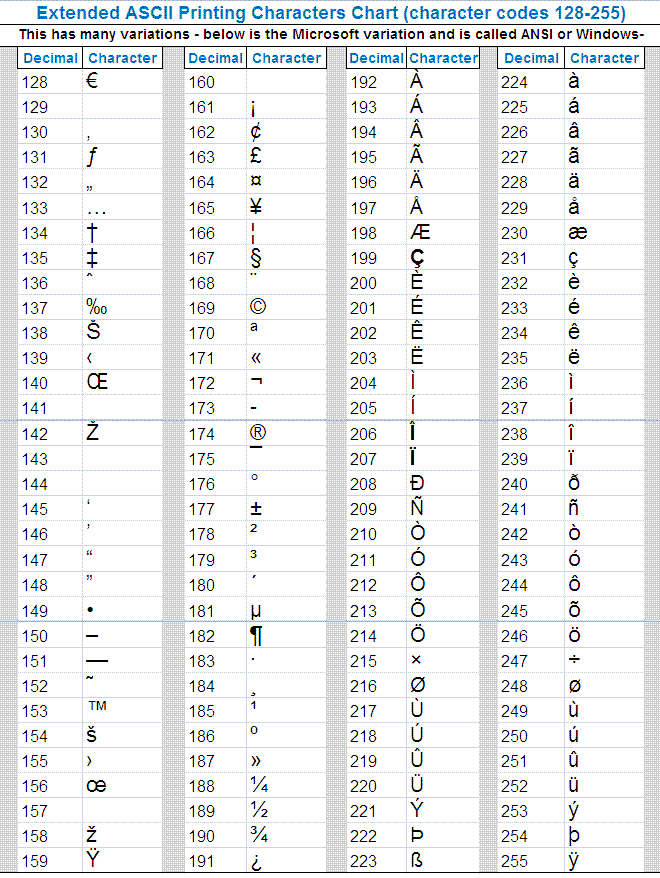 Extended ASCII Printing Characters Chart (character codes 128-255)
This has many variations - below is the Microsoft variation and is called ANSI or Windows-
Decimal Character Decimal Character Decimal Character Decimal Character
128 € 160 192 À 224 à
129 161 ¡ 193 Á 225 á
130 ‚ 162 ¢ 194 Â 226 â
131 ƒ 163 £ 195 Ã 227 ã
132 „ 164 ¤ 196 Ä 228 ä
133 … 165 ¥ 197 Å 229 å
134 † 166 ¦ 198 Æ 230 æ
135 ‡ 167 § 199 Ç 231 ç
136 ˆ 168 ¨ 200 È 232 è
137 ‰ 169 © 201 É 233 é
138 Š 170 ª 202 Ê 234 ê
139 ‹ 171 « 203 Ë 235 ë
140 Œ 172 ¬ 204 Ì 236 ì
141 173 - 205 Í 237 í
142 Ž 174 ® 206 Î 238 î
143 175 ¯ 207 Ï 239 ï
144 176 ° 208 Ð 240 ð
145 ‘ 177 ± 209 Ñ 241 ñ
146 ’ 178 ² 210 Ò 242 ò
147 “ 179 ³ 211 Ó 243 ó
148 ” 180 ´ 212 Ô 244 ô
149 • 181 µ 213 Õ 245 õ
150 – 182 ¶ 214 Ö 246 ö
151 — 183 · 215 × 247 ÷
152 ˜ 184 ¸ 216 Ø 248 ø
153 ™ 185 ¹ 217 Ù 249 ù
154 š 186 º 218 Ú 250 ú
155 › 187 » 219 Û 251 û
156 œ 188 ¼ 220 Ü 252 ü
157 189 ½ 221 Ý 253 ý
158 ž 190 ¾ 222 Þ 254 þ
159 Ÿ 191 ¿ 223 ß 255 ÿ